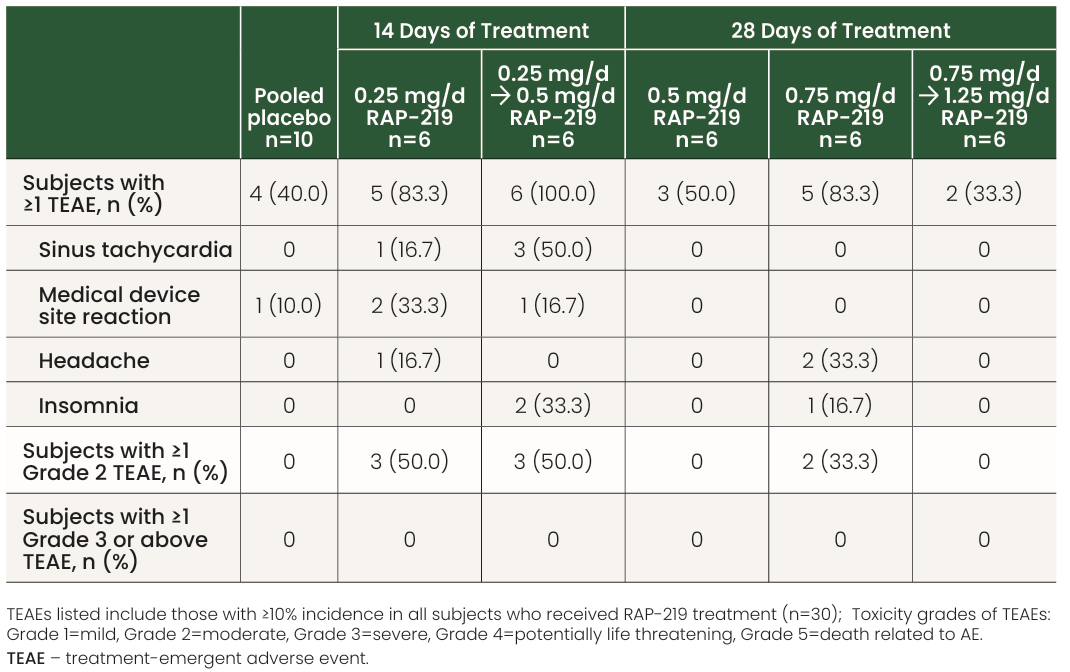 14 Days of Treatment
28 Days of Treatment
Pooled
placebo
n=10
0.25 mg/d
RAP-219
n=6
0.25 mg/d
→ 0.5 mg/d
RAP-219
n=6
0.5 mg/d
RAP-219
n=6
0.75 mg/d
RAP-219
n=6
0.75 mg/d
→ 1.25 mg/d
RAP-219
n=6
Subjects with
≥1 TEAE, n (%)
4 (40.0)
5 (83.3)
6 (100.0)
3 (50.0)
5 (83.3)
2 (33.3)
Sinus tachycardia
0
1 (16.7)
3 (50.0)
0
0
0
Medical device
site reaction
1 (10.0)
2 (33.3)
1 (16.7)
0
0
0
Headache
0
1 (16.7)
0
0
2 (33.3)
0
Insomnia
0
0
2 (33.3)
0
1 (16.7)
0
Subjects with ≥1
Grade 2 TEAE, n (%)
0
3 (50.0)
3 (50.0)
0
2 (33.3)
0
Subjects with ≥1
Grade 3 or above
TEAE, n (%)
0
0
0
0
0
0
TEAEs listed include those with ≥10% incidence in all subjects who received RAP-219 treatment (n=30); Toxicity grades of TEAEs:
Grade 1=mild, Grade 2=moderate, Grade 3=severe, Grade 4=potentially life threatening, Grade 5=death related to AE.
TEAE – treatment-emergent adverse event.